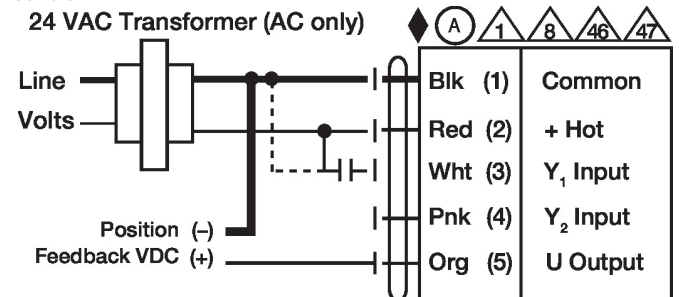 24 VAC Transformer (AC only)
A 1 8 46 47
Line
Volts
Blk (1) Common
Red (2) + Hot
Wht (3) Y₁ Input
Pnk (4) Y₂ Input
Org (5) U Output
Position (–)
Feedback VDC (+)